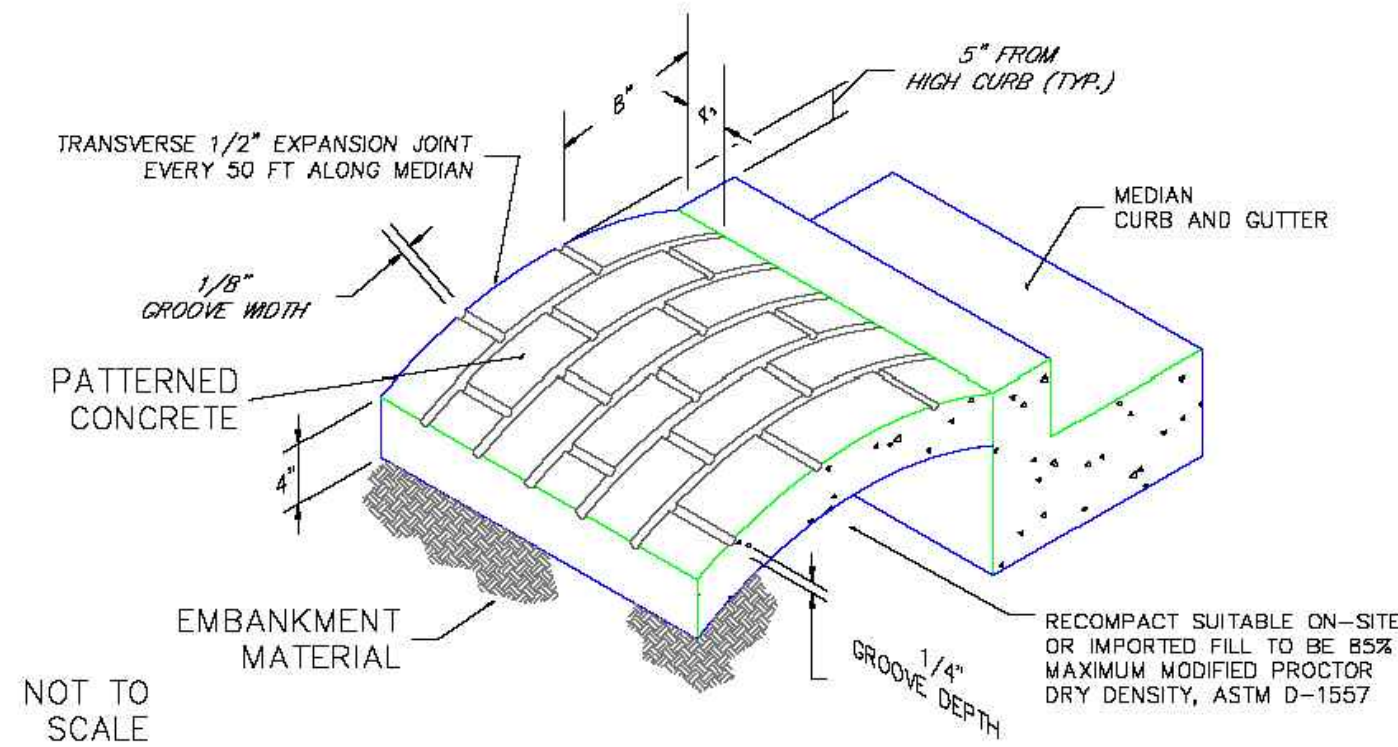 5" FROM
HIGH CURB (TYP.)
8"
4"
TRANSVERSE 1/2" EXPANSION JOINT
EVERY 50 FT ALONG MEDIAN
MEDIAN
CURB AND GUTTER
1/8"
GROOVE WIDTH
PATTERNED
CONCRETE
4"
EMBANKMENT
MATERIAL
1/4"
GROOVE DEPTH
RECOMPACT SUITABLE ON-SITE
OR IMPORTED FILL TO BE 85%
MAXIMUM MODIFIED PROCTOR
DRY DENSITY, ASTM D-1557
NOT TO
SCALE